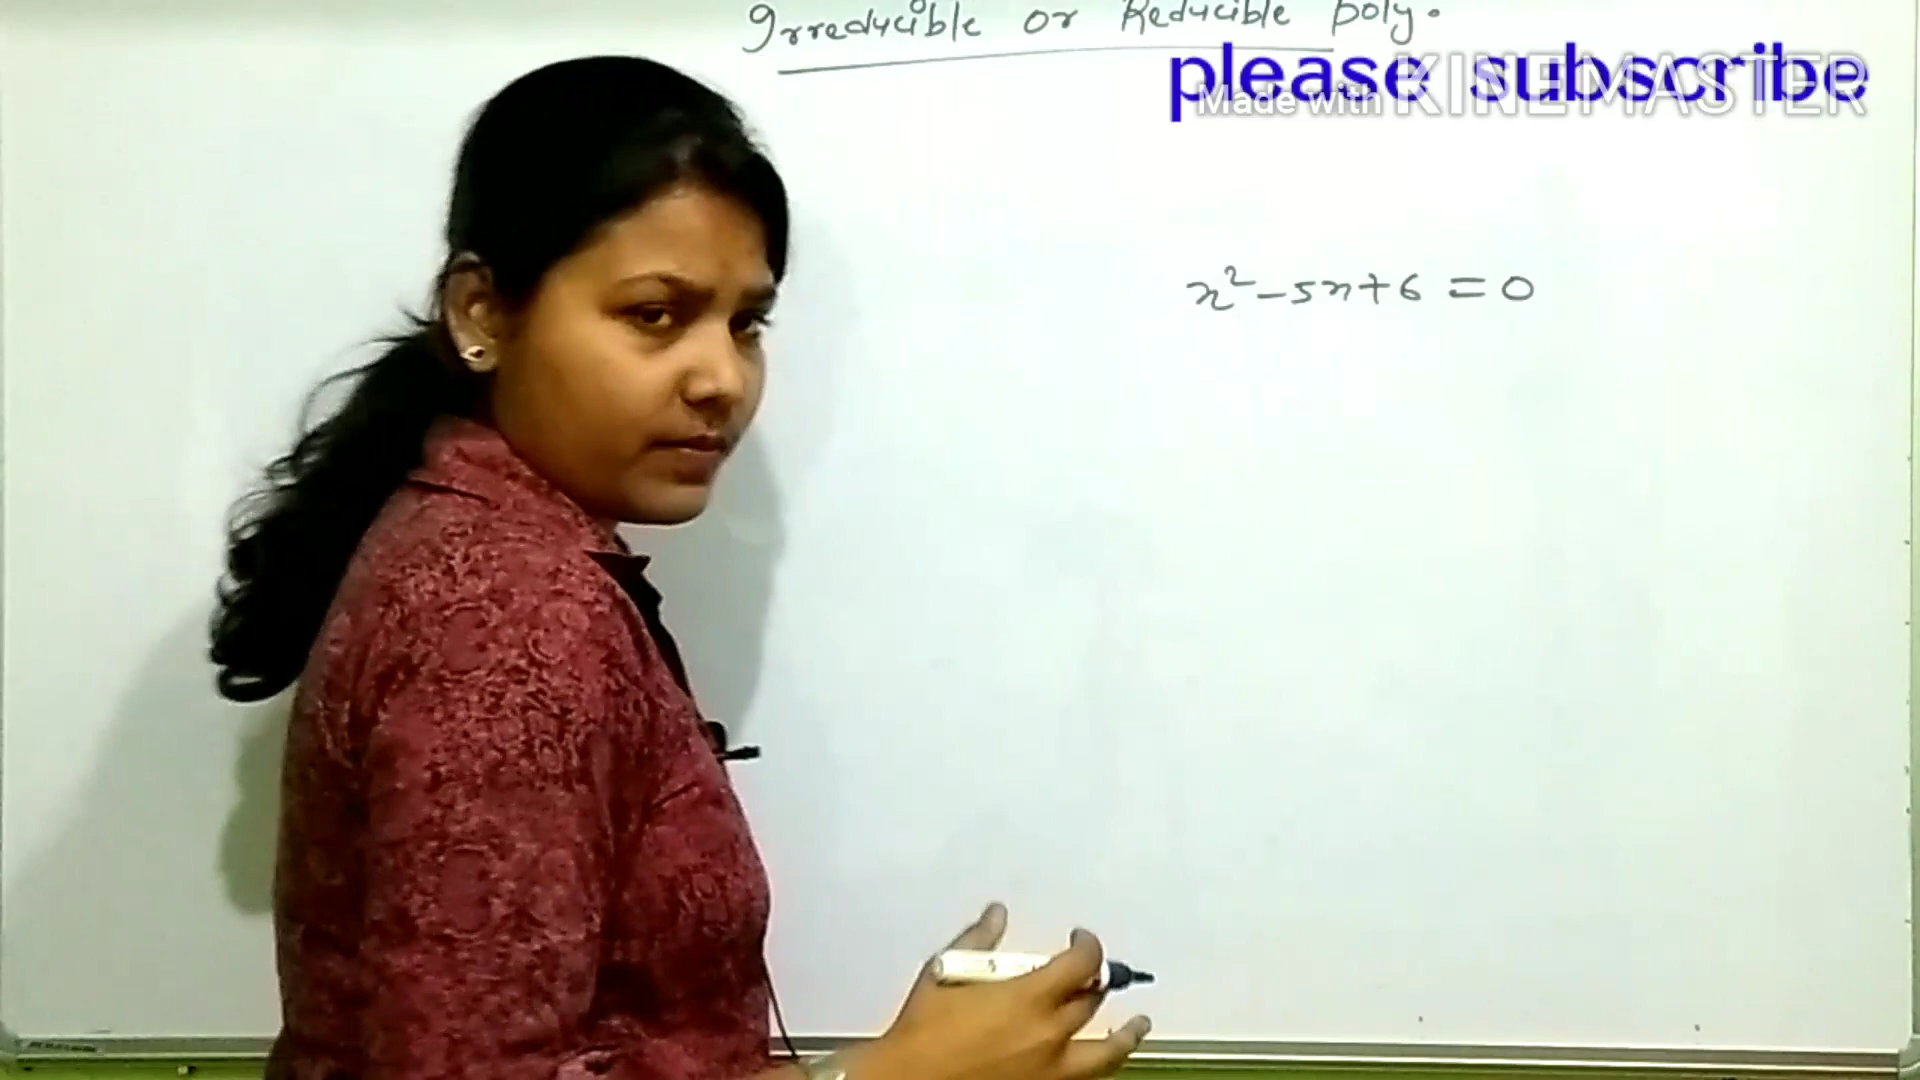 Irreducible or Reducible poly.
please subscribe
Made with KINEMASTER
x² - 5x + 6 = 0